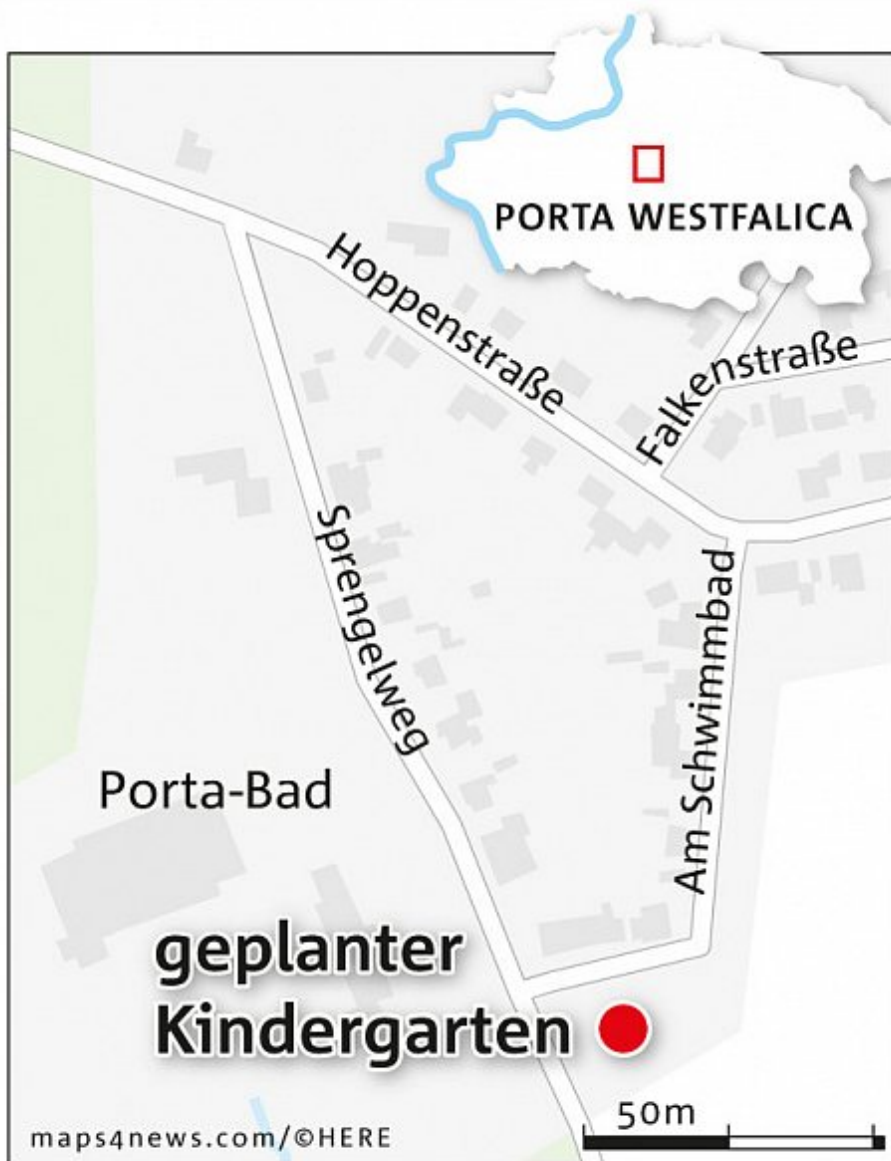 PORTA WESTFALICA
Hoppenstraße
Falkenstraße
Sprengelweg
Am Schwimmbad
Porta-Bad
geplanter
Kindergarten
50m
maps4news.com/©HERE